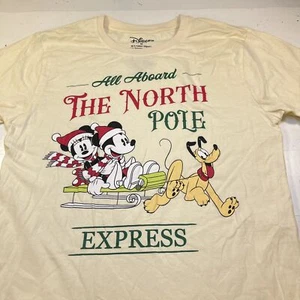 Disney
All Aboard
THE NORTH
POLE
EXPRESS